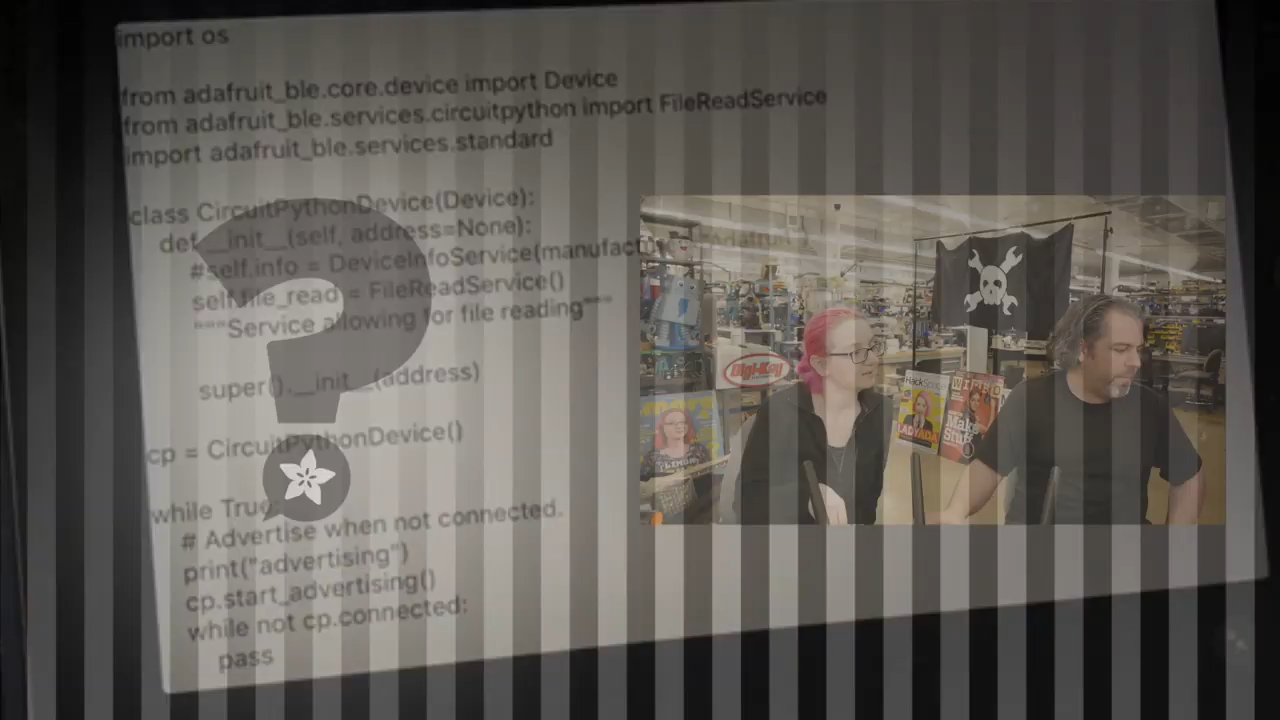 import os
from adafruit_ble.core.device import Device
from adafruit_ble.services.circuitpython import FileReadService
import adafruit_ble.services.standard
class CircuitPythonDevice(Device):
def __init__(self, address=None):
#self.info = DeviceInfoService(manufact
self.file_read = FileReadService()
"""Service allowing for file reading"""
super().__init__(address)
cp = CircuitPythonDevice()
while True:
# Advertise when not connected.
print("advertising")
cp.start_advertising()
while not cp.connected:
pass
Digi-Key
HackSpace
LADYADA
WIRED
Make
Stuff